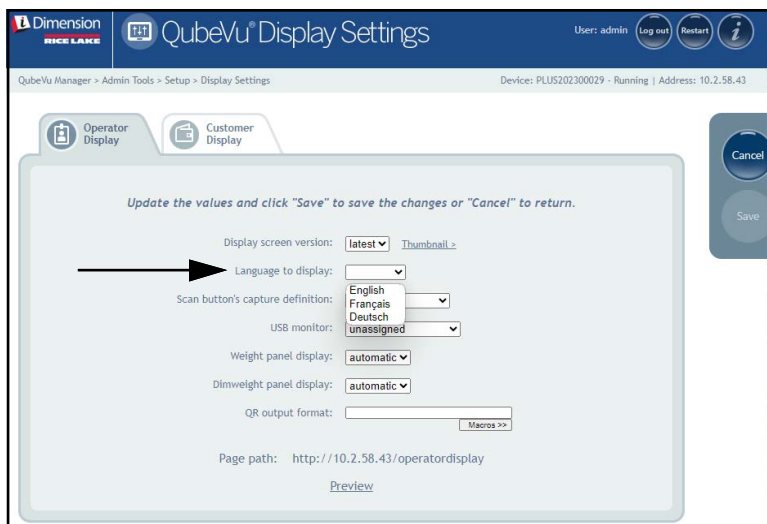 Dimension
RICE LAKE
QubeVu® Display Settings
User: admin
Log out
Restart
i
QubeVu Manager > Admin Tools > Setup > Display Settings
Device: PLUS202300029 - Running | Address: 10.2.58.43
Operator
Display
Customer
Display
Cancel
Save
Update the values and click "Save" to save the changes or "Cancel" to return.
Display screen version: latest Thumbnail >
Language to display:
English
Français
Deutsch
Scan button's capture definition:
USB monitor: unassigned
Weight panel display: automatic
Dimweight panel display: automatic
QR output format:
Macros >>
Page path: http://10.2.58.43/operatordisplay
Preview